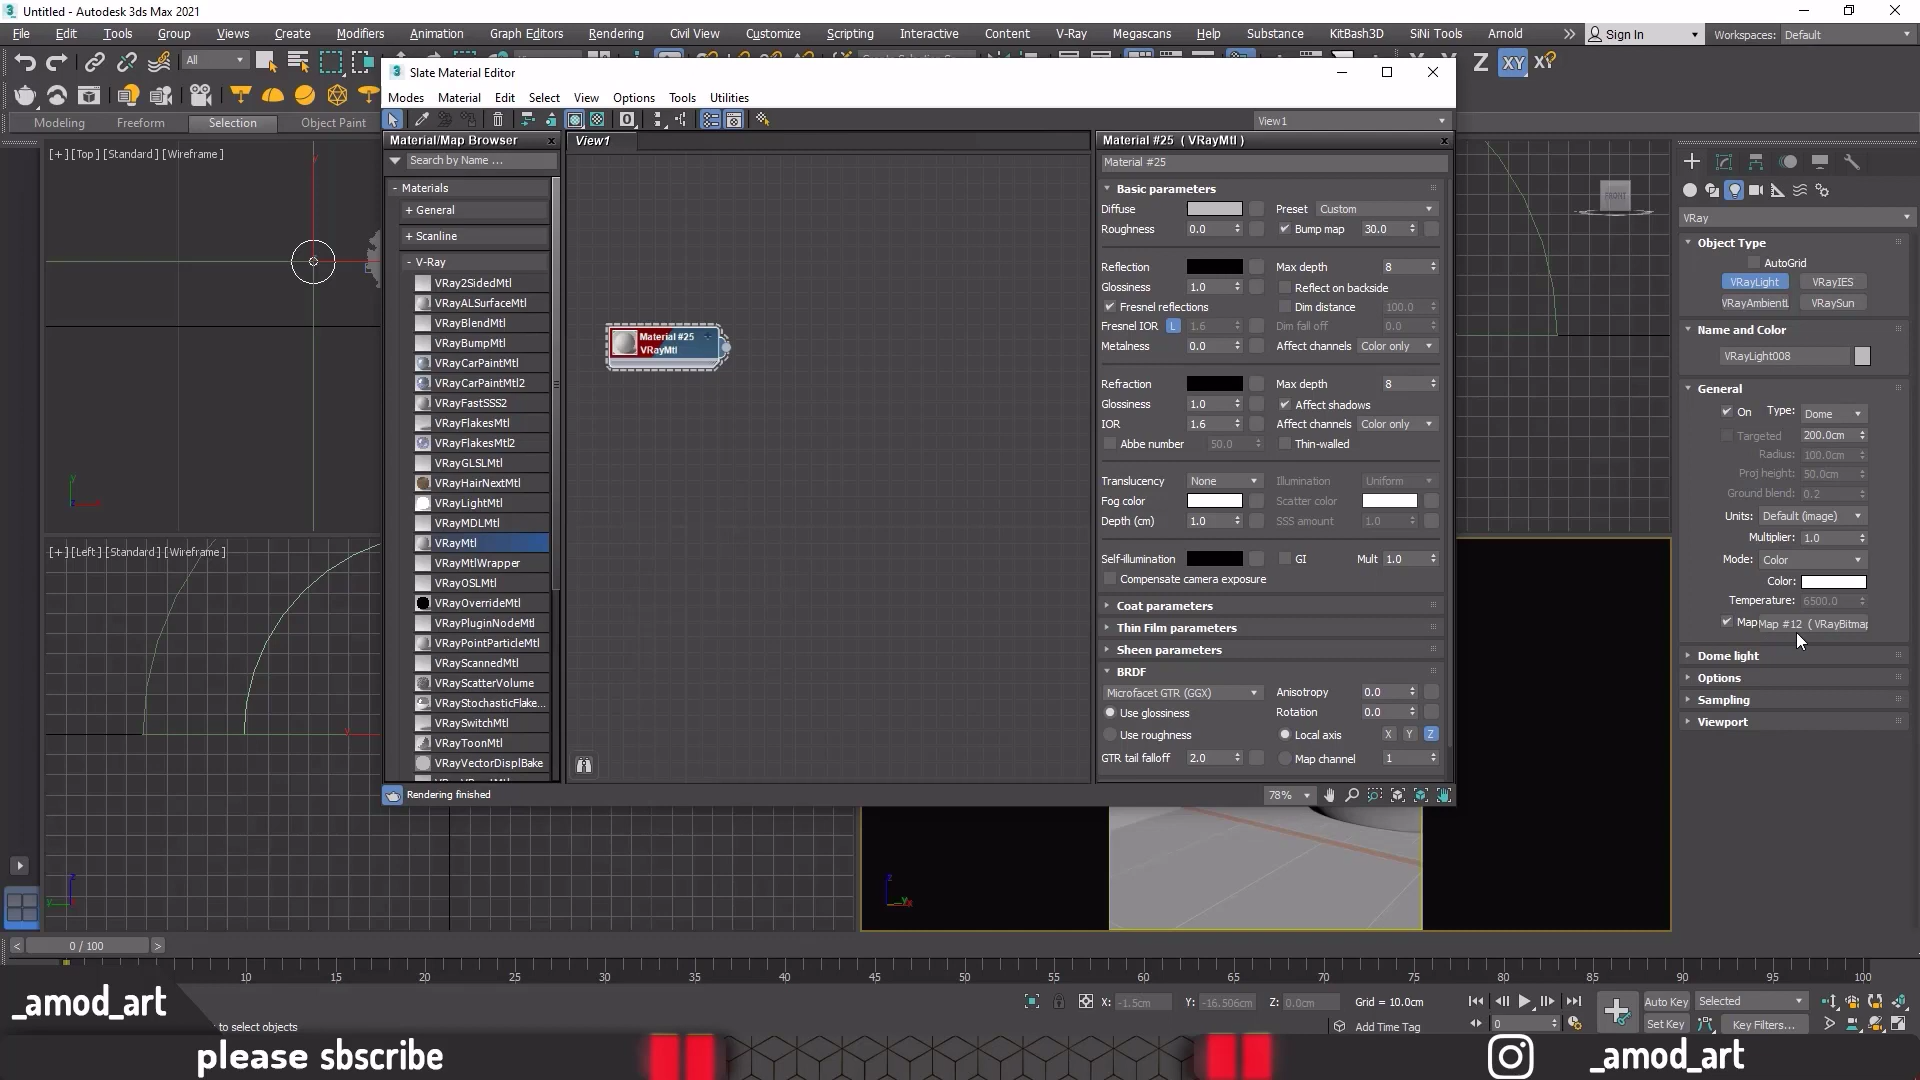 Untitled - Autodesk 3ds Max 2021
File Edit Tools Group Views Create Modifiers Animation Graph Editors Rendering Civil View Customize Scripting Interactive Content V-Ray Megascans Help Substance KitBash3D SiNi Tools Arnold
Sign In
Workspaces: Default
All
Z XY XY
Modeling Freeform Selection Object Paint
Slate Material Editor
Modes Material Edit Select View Options Tools Utilities
View1
Material/Map Browser
Search by Name ...
- Materials
+ General
+ Scanline
- V-Ray
VRay2SidedMtl
VRayALSurfaceMtl
VRayBlendMtl
VRayBumpMtl
VRayCarPaintMtl
VRayCarPaintMtl2
VRayFastSSS2
VRayFlakesMtl
VRayFlakesMtl2
VRayGLSLMtl
VRayHairNextMtl
VRayLightMtl
VRayMDLMtl
VRayMtl
VRayMtlWrapper
VRayOSLMtl
VRayOverrideMtl
VRayPluginNodeMtl
VRayPointParticleMtl
VRayScannedMtl
VRayScatterVolume
VRayStochasticFlake...
VRaySwitchMtl
VRayToonMtl
VRayVectorDisplBake
Rendering finished
View1
Material #25
VRayMtl
78%
Material #25 ( VRayMtl )
Material #25
Basic parameters
Diffuse Preset Custom
Roughness 0.0 Bump map 30.0
Reflection Max depth 8
Glossiness 1.0 Reflect on backside
Fresnel reflections Dim distance 100.0
Fresnel IOR L 1.6 Dim fall off 0.0
Metalness 0.0 Affect channels Color only
Refraction Max depth 8
Glossiness 1.0 Affect shadows
IOR 1.6 Affect channels Color only
Abbe number 50.0 Thin-walled
Translucency None Illumination Uniform
Fog color Scatter color
Depth (cm) 1.0 SSS amount 1.0
Self-illumination GI Mult 1.0
Compensate camera exposure
Coat parameters
Thin Film parameters
Sheen parameters
BRDF
Microfacet GTR (GGX) Anisotropy 0.0
Use glossiness Rotation 0.0
Use roughness Local axis X Y Z
GTR tail falloff 2.0 Map channel 1
[+] [Top] [Standard] [Wireframe]
[+] [Left] [Standard] [Wireframe]
FRONT
VRay
Object Type
AutoGrid
VRayLight VRayIES
VRayAmbientL VRaySun
Name and Color
VRayLight008
General
On Type: Dome
Targeted 200.0cm
Radius: 100.0cm
Proj height: 50.0cm
Ground blend: 0.2
Units: Default (image)
Multiplier: 1.0
Mode: Color
Color:
Temperature: 6500.0
Map Map #12 ( VRayBitmap
Dome light
Options
Sampling
Viewport
< 0 / 100 >
10 15 20 25 30 35 40 45 50 55 60 65 70 75 80 85 90 95 100
X: -1.5cm Y: -16.506cm Z: 0.0cm Grid = 10.0cm
Auto Key Selected
Add Time Tag 0 Set Key Key Filters...
_amod_art
to select objects
please sbscribe
_amod_art